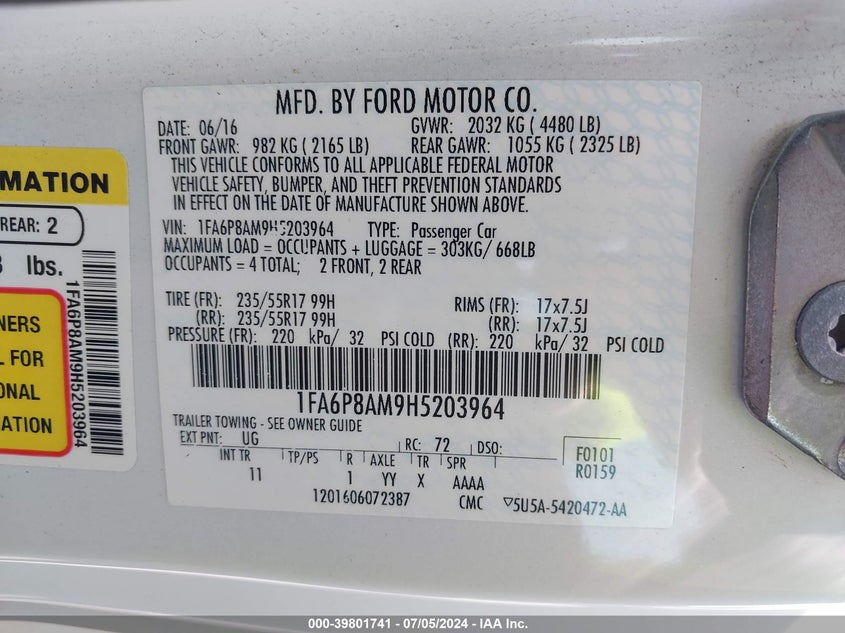 MFD. BY FORD MOTOR CO.
DATE: 06/16 GVWR: 2032 KG ( 4480 LB)
FRONT GAWR: 982 KG ( 2165 LB) REAR GAWR: 1055 KG ( 2325 LB)
THIS VEHICLE CONFORMS TO ALL APPLICABLE FEDERAL MOTOR
VEHICLE SAFETY, BUMPER, AND THEFT PREVENTION STANDARDS
IN EFFECT ON THE DATE OF MANUFACTURE SHOWN ABOVE.
VIN: 1FA6P8AM9H5203964 TYPE: Passenger Car
MAXIMUM LOAD = OCCUPANTS + LUGGAGE = 303KG/ 668LB
OCCUPANTS = 4 TOTAL; 2 FRONT, 2 REAR
TIRE (FR): 235/55R17 99H RIMS (FR): 17x7.5J
(RR): 235/55R17 99H (RR): 17x7.5J
PRESSURE (FR): 220 kPa/ 32 PSI COLD (RR): 220 kPa/ 32 PSI COLD
1FA6P8AM9H5203964
TRAILER TOWING - SEE OWNER GUIDE
EXT PNT: UG RC: 72 DSO: F0101
R0159
INT TR TP/PS R AXLE TR SPR
11 1 YY X AAAA
1201606072387 CMC ▽5U5A-5420472-AA
RMATION
REAR: 2
8 lbs.
NERS
L FOR
ONAL
ATION
1FA6P8AM9H5203964
000-39801741 - 07/05/2024 - IAA Inc.